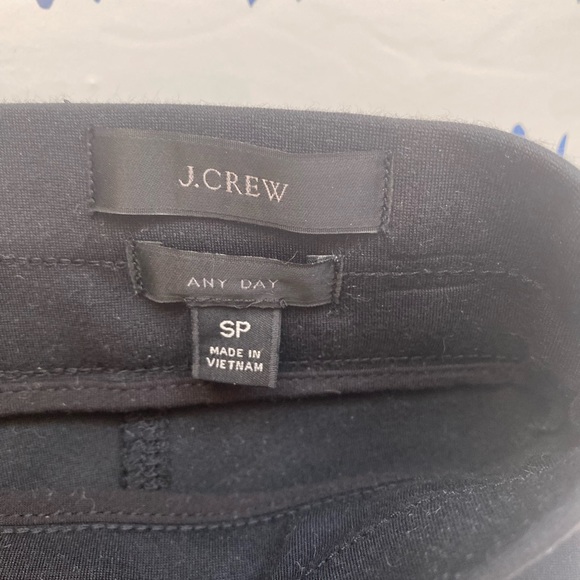 J.CREW
ANY DAY
SP
MADE IN
VIETNAM